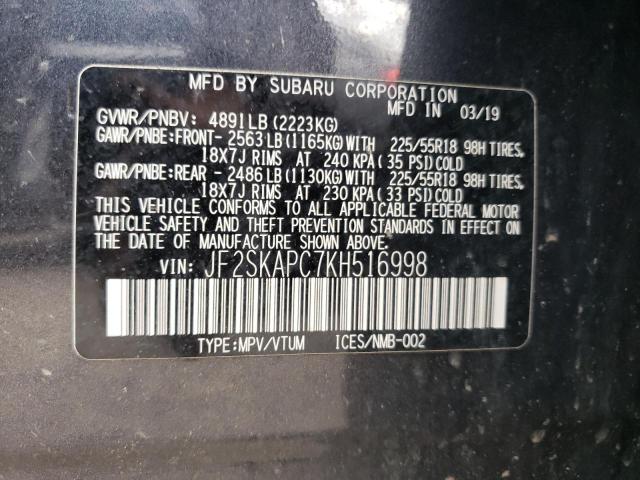 MFD BY SUBARU CORPORATION
MFD IN 03/19
GVWR/PNBV: 4891LB(2223KG)
GAWR/PNBE:FRONT-2563LB(1165KG)WITH 225/55R18 98H TIRES,
18X7J RIMS AT 240 KPA(35 PSI)COLD
GAWR/PNBE:REAR -2486LB(1130KG)WITH 225/55R18 98H TIRES,
18X7J RIMS AT 230 KPA(33 PSI)COLD
THIS VEHICLE CONFORMS TO ALL APPLICABLE FEDERAL MOTOR
VEHICLE SAFETY AND THEFT PREVENTION STANDARDS IN EFFECT ON
THE DATE OF MANUFACTURE SHOWN ABOVE.
VIN: JF2SKAPC7KH516998
TYPE:MPV/VTUM ICES/NMB-002